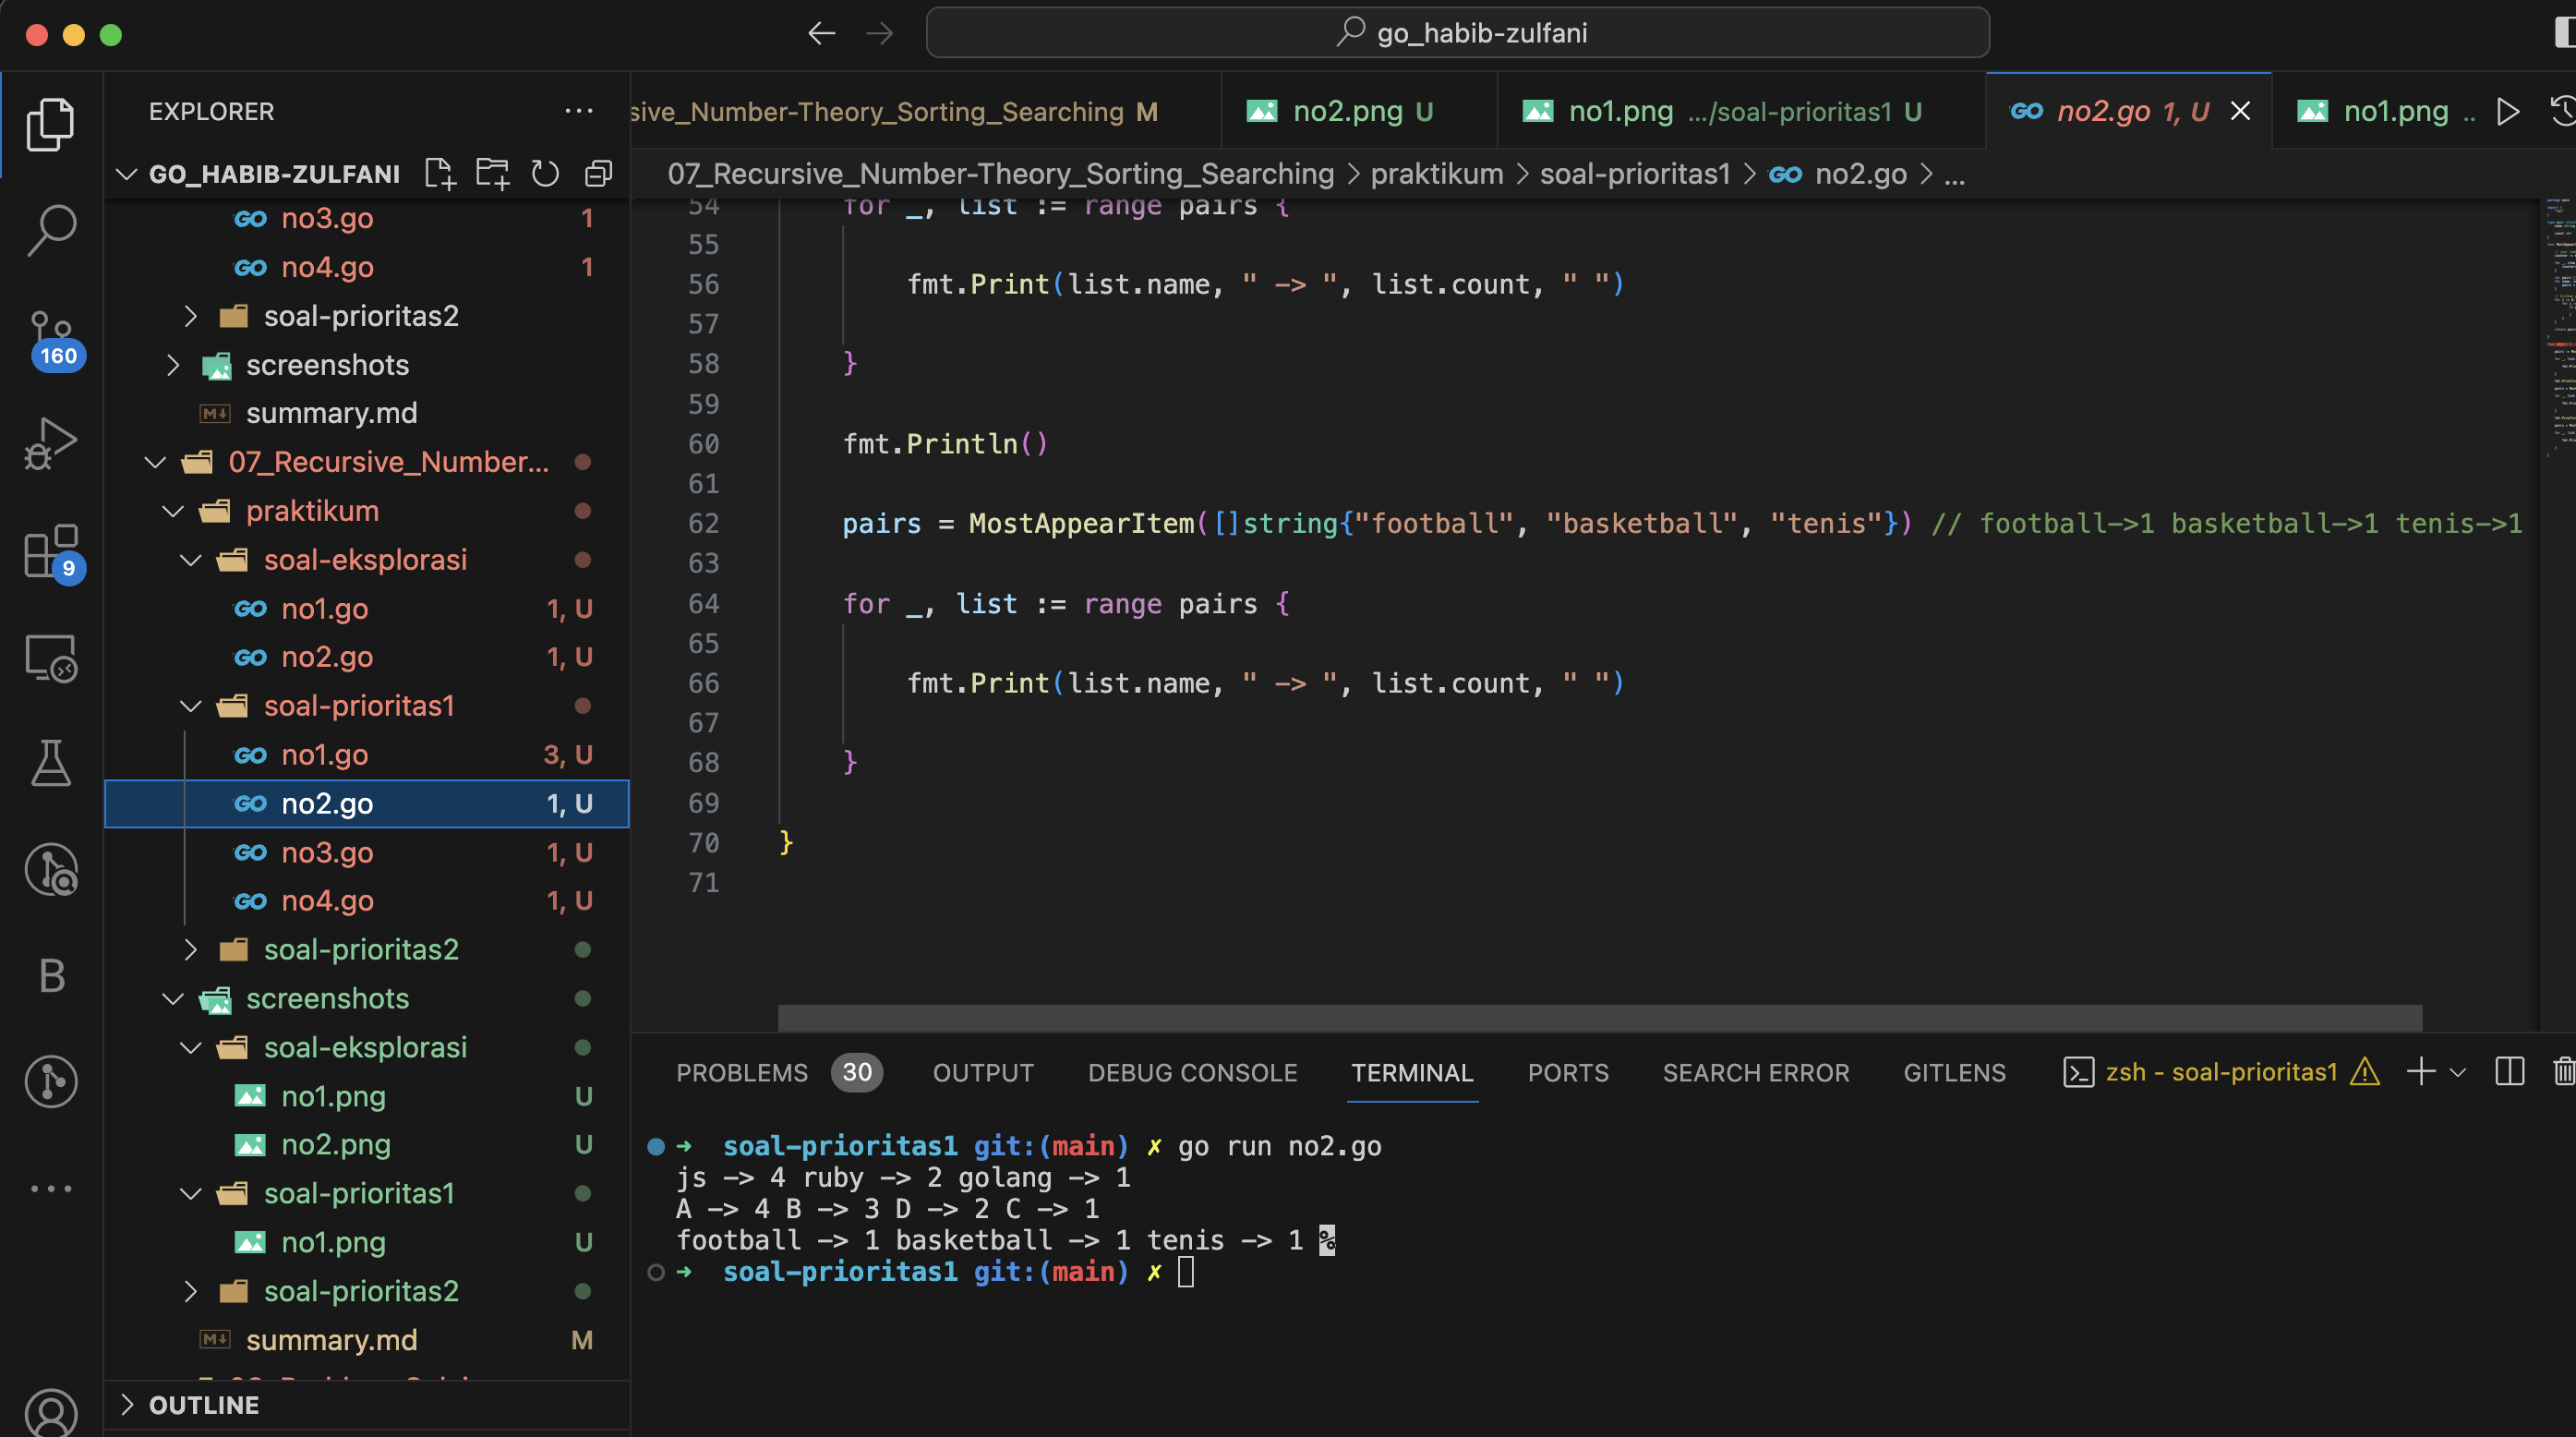 go_habib-zulfani
EXPLORER
GO_HABIB-ZULFANI
no3.go 1
no4.go 1
soal-prioritas2
screenshots
summary.md
07_Recursive_Number...
praktikum
soal-eksplorasi
no1.go 1, U
no2.go 1, U
soal-prioritas1
no1.go 3, U
no2.go 1, U
no3.go 1, U
no4.go 1, U
soal-prioritas2
screenshots
soal-eksplorasi
no1.png U
no2.png U
soal-prioritas1
no1.png U
soal-prioritas2
summary.md M
OUTLINE
160
9
B
sive_Number-Theory_Sorting_Searching M
no2.png U
no1.png .../soal-prioritas1 U
no2.go 1, U
no1.png ..
07_Recursive_Number-Theory_Sorting_Searching > praktikum > soal-prioritas1 > no2.go > ...
54 for _, list := range pairs {
55
56 fmt.Print(list.name, " -> ", list.count, " ")
57
58 }
59
60 fmt.Println()
61
62 pairs = MostAppearItem([]string{"football", "basketball", "tenis"}) // football->1 basketball->1 tenis->1
63
64 for _, list := range pairs {
65
66 fmt.Print(list.name, " -> ", list.count, " ")
67
68 }
69
70 }
71
PROBLEMS 30 OUTPUT DEBUG CONSOLE TERMINAL PORTS SEARCH ERROR GITLENS zsh - soal-prioritas1
➜ soal-prioritas1 git:(main) ✗ go run no2.go
js -> 4 ruby -> 2 golang -> 1
A -> 4 B -> 3 D -> 2 C -> 1
football -> 1 basketball -> 1 tenis -> 1 %
➜ soal-prioritas1 git:(main) ✗